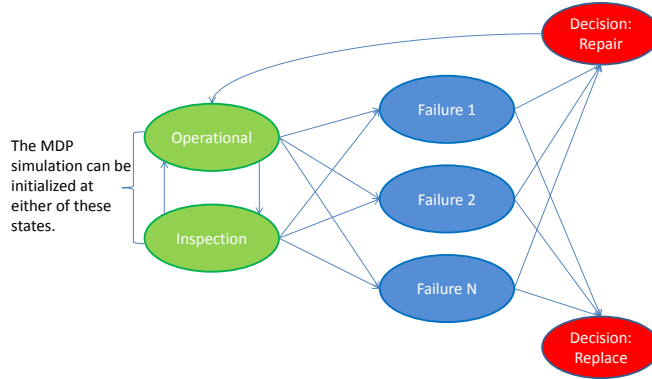 Decision:
Repair
Failure 1
Operational
The MDP
simulation can be
initialized at
either of these
states.
Failure 2
Inspection
Failure N
Decision:
Replace